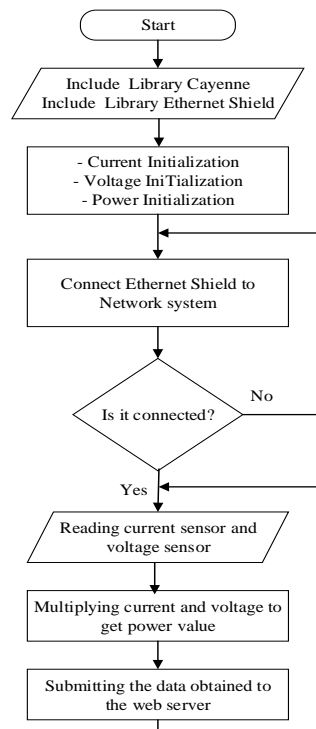 Start
Include Library Cayenne
Include Library Ethernet Shield
- Current Initialization
- Voltage IniTialization
- Power Initialization
Connect Ethernet Shield to
Network system
Is it connected?
No
Yes
Reading current sensor and
voltage sensor
Multiplying current and voltage to
get power value
Submitting the data obtained to
the web server